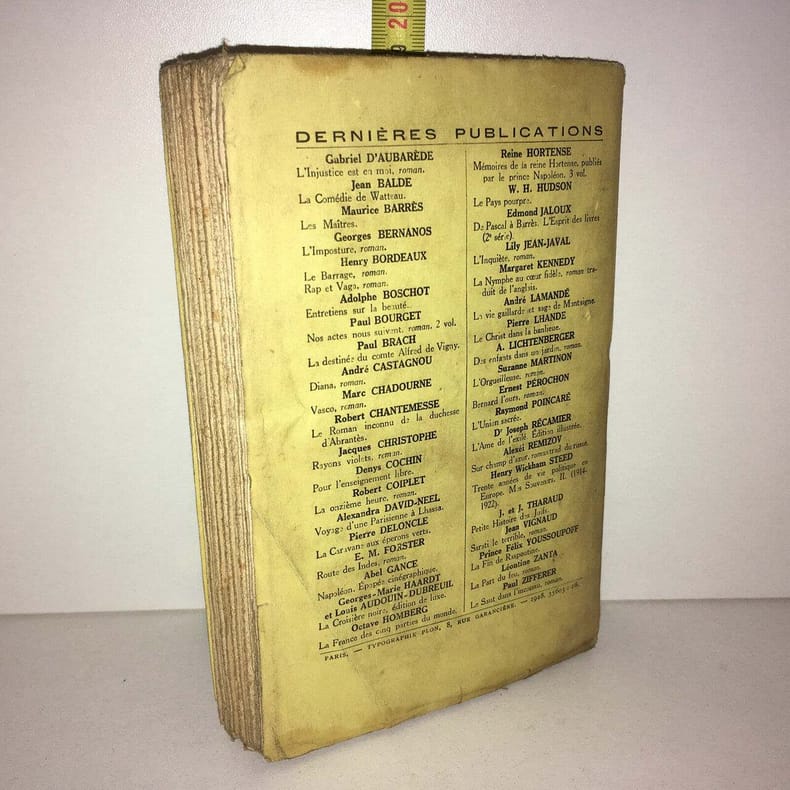 20
9
DERNIÈRES PUBLICATIONS
Gabriel D'AUBARÈDE
L'Injustice est en moi, roman.
Jean BALDE
La Comédie de Watteau.
Maurice BARRÈS
Les Maîtres.
Georges BERNANOS
L'Imposture, roman.
Henry BORDEAUX
Le Barrage, roman.
Rap et Vaga, roman.
Adolphe BOSCHOT
Entretiens sur la beauté.
Paul BOURGET
Nos actes nous suivent, roman. 2 vol.
Paul BRACH
La destinée du comte Alfred de Vigny.
André CASTAGNOU
Diana, roman.
Marc CHADOURNE
Vasco, roman.
Robert CHANTEMESSE
Le Roman inconnu de la duchesse
d'Abrantès.
Jacques CHRISTOPHE
Rayons violets, roman.
Denys COCHIN
Pour l'enseignement libre.
Robert COIPLET
La onzième heure, roman.
Alexandra DAVID-NEEL
Voyage d'une Parisienne à Lhassa.
Pierre DELONCLE
La Caravane aux éperons verts.
E. M. FORSTER
Route des Indes, roman.
Abel GANCE
Napoléon. Épopée cinégraphique.
Georges-Marie HAARDT
et Louis AUDOUIN-DUBREUIL
La Croisière noire, édition de luxe.
Octave HOMBERG
La France des cinq parties du monde.
Reine HORTENSE
Mémoires de la reine Hortense, publiés
par le prince Napoléon. 3 vol.
W. H. HUDSON
Le Pays pourpre.
Edmond JALOUX
De Pascal à Barrès. L'Esprit des livres
(2e série).
Lily JEAN-JAVAL
L'Inquiète, roman.
Margaret KENNEDY
La Nymphe au cœur fidèle, roman tra-
duit de l'anglais.
André LAMANDÉ
La vie gaillarde et sage de Montaigne.
Pierre LHANDE
Le Christ dans la banlieue.
A. LICHTENBERGER
Des enfants dans un jardin, roman.
Suzanne MARTINON
L'Orgueilleuse, roman.
Ernest PÉROCHON
Bernard l'ours, roman.
Raymond POINCARÉ
L'Union sacrée.
Dr Joseph RÉCAMIER
L'Ame de l'exilé. Édition illustrée.
Alexéi REMIZOV
Sur champ d'azur, roman trad. du russe.
Henry Wickham STEED
Trente années de vie politique en
Europe. Mes Souvenirs. II. (1914-
1922).
J. et J. THARAUD
Petite Histoire des Juifs.
Jean VIGNAUD
Sarati le terrible, roman.
Prince Félix YOUSSOUPOFF
La Fin de Raspoutine.
Léontine ZANTA
La Part du feu, roman.
Paul ZIFFERER
Le Saut dans l'inconnu, roman.
PARIS. — TYPOGRAPHIE PLON, 8, RUE GARANCIÈRE. — 1928.